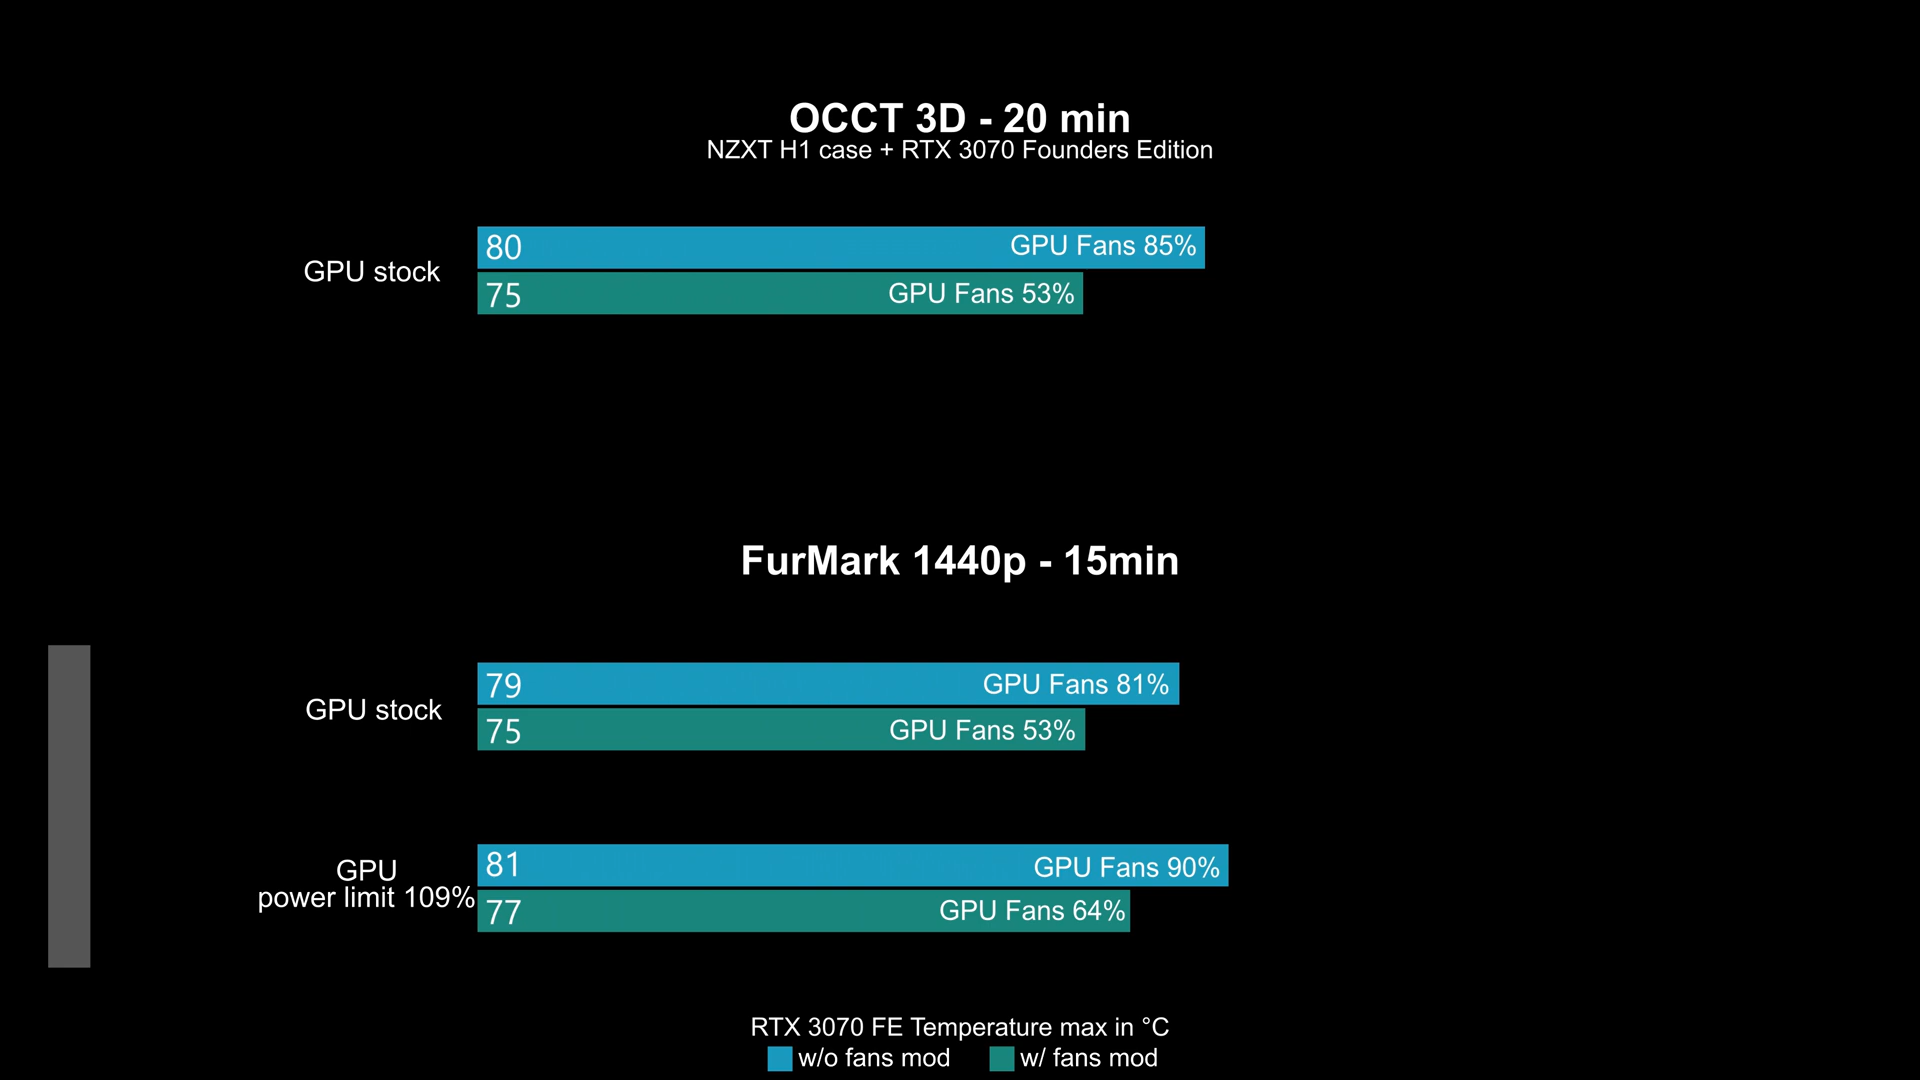 OCCT 3D - 20 min
NZXT H1 case + RTX 3070 Founders Edition
GPU stock
80 GPU Fans 85%
75 GPU Fans 53%
FurMark 1440p - 15min
GPU stock
79 GPU Fans 81%
75 GPU Fans 53%
GPU
power limit 109%
81 GPU Fans 90%
77 GPU Fans 64%
RTX 3070 FE Temperature max in °C
w/o fans mod w/ fans mod